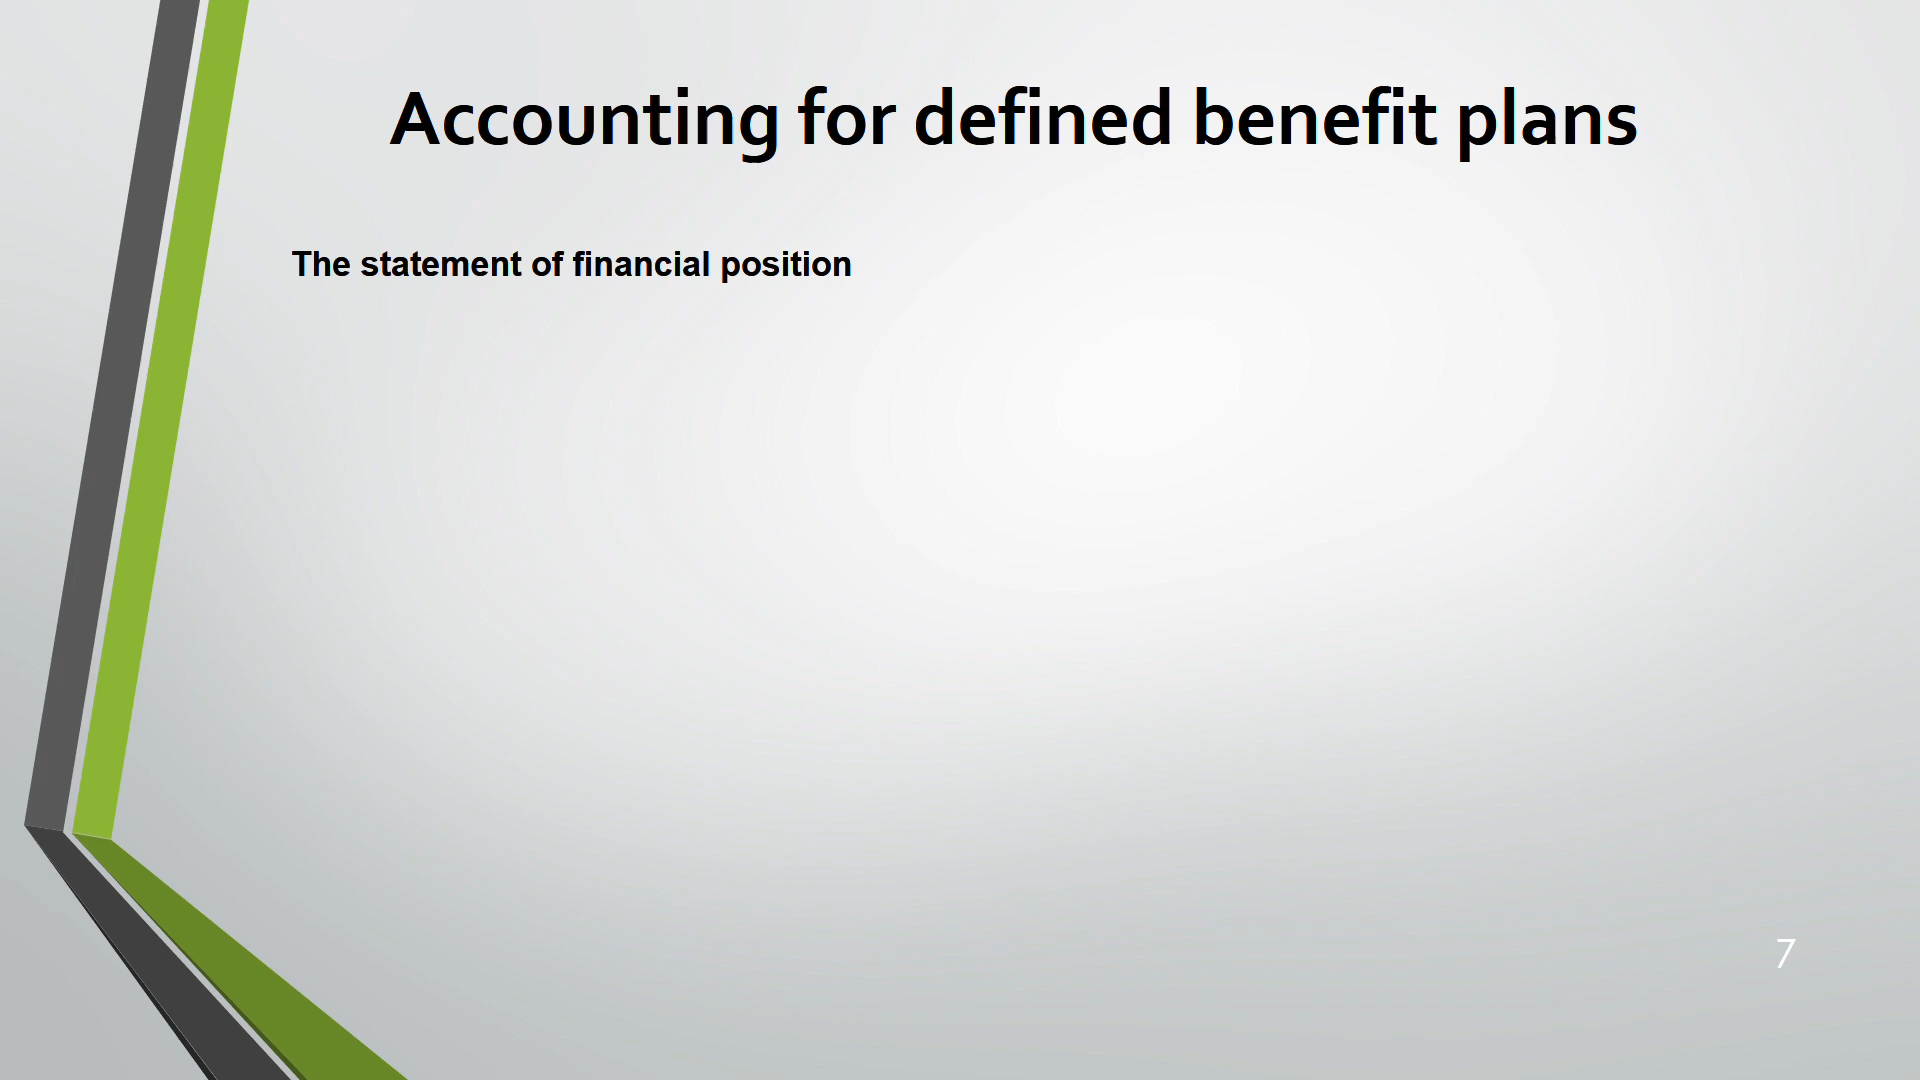 Accounting for defined benefit plans
The statement of financial position
7